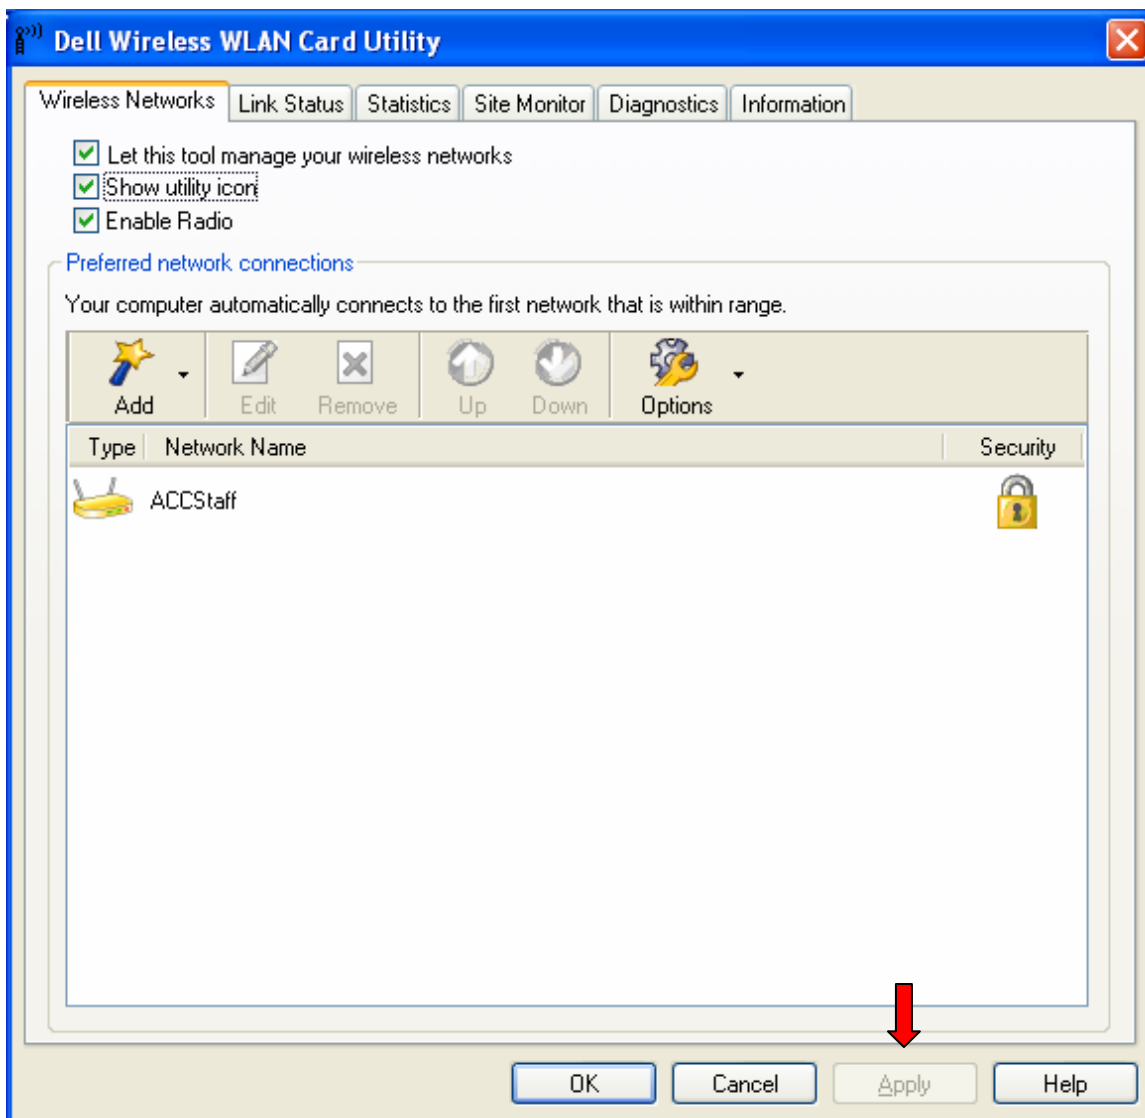 Dell Wireless WLAN Card Utility
Wireless Networks Link Status Statistics Site Monitor Diagnostics Information
Let this tool manage your wireless networks
Show utility icon
Enable Radio
Preferred network connections
Your computer automatically connects to the first network that is within range.
Add Edit Remove Up Down Options
Type Network Name Security
ACCStaff
OK Cancel Apply Help